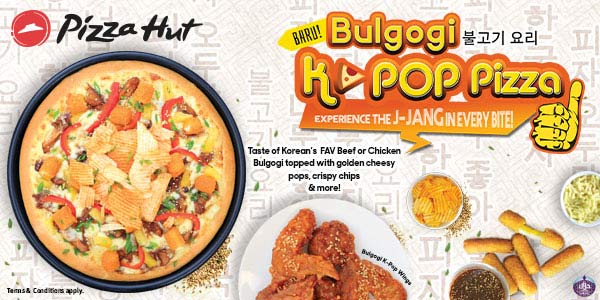 Pizza Hut
BARU!
Bulgogi 불고기 요리
K POP Pizza
EXPERIENCE THE J-JANG IN EVERY BITE!
Taste of Korean's FAV Beef or Chicken
Bulgogi topped with golden cheesy
pops, crispy chips
& more!
Bulgogi K-Pop Wings
Terms & Conditions apply.